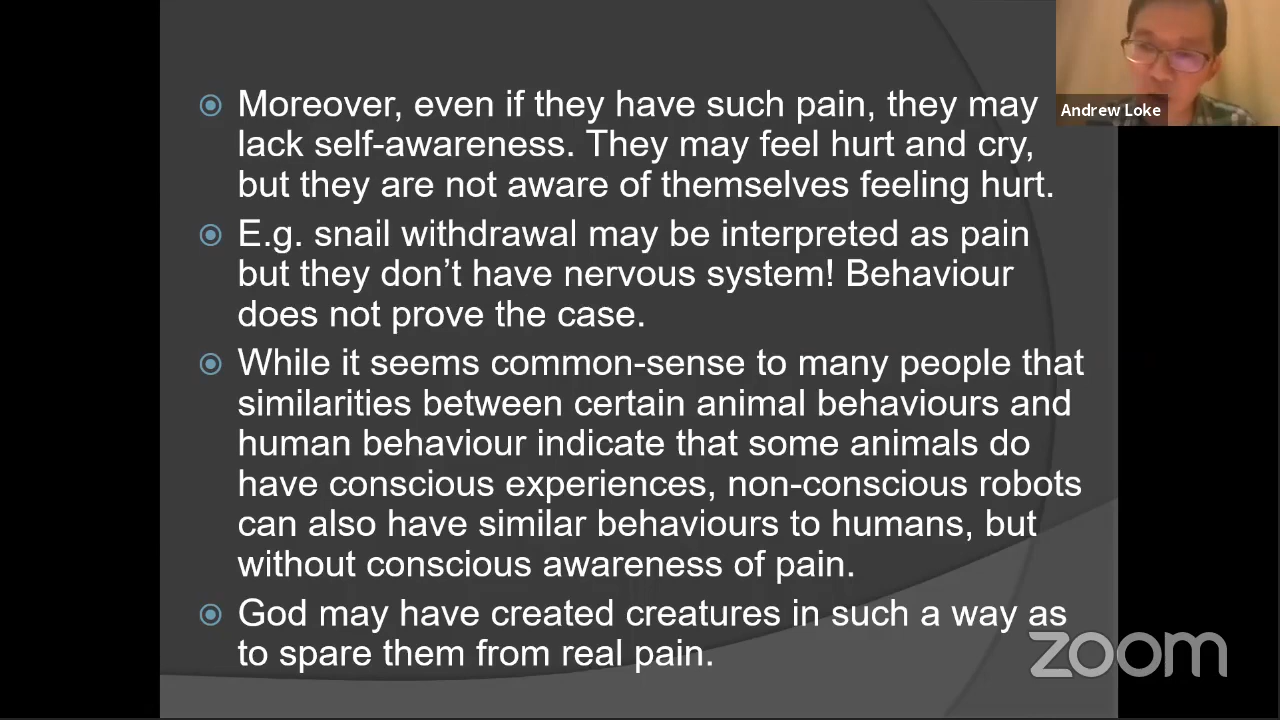 Moreover, even if they have such pain, they may
lack self-awareness. They may feel hurt and cry,
but they are not aware of themselves feeling hurt.
E.g. snail withdrawal may be interpreted as pain
but they don’t have nervous system! Behaviour
does not prove the case.
While it seems common-sense to many people that
similarities between certain animal behaviours and
human behaviour indicate that some animals do
have conscious experiences, non-conscious robots
can also have similar behaviours to humans, but
without conscious awareness of pain.
God may have created creatures in such a way as
to spare them from real pain.
Andrew Loke
zoom